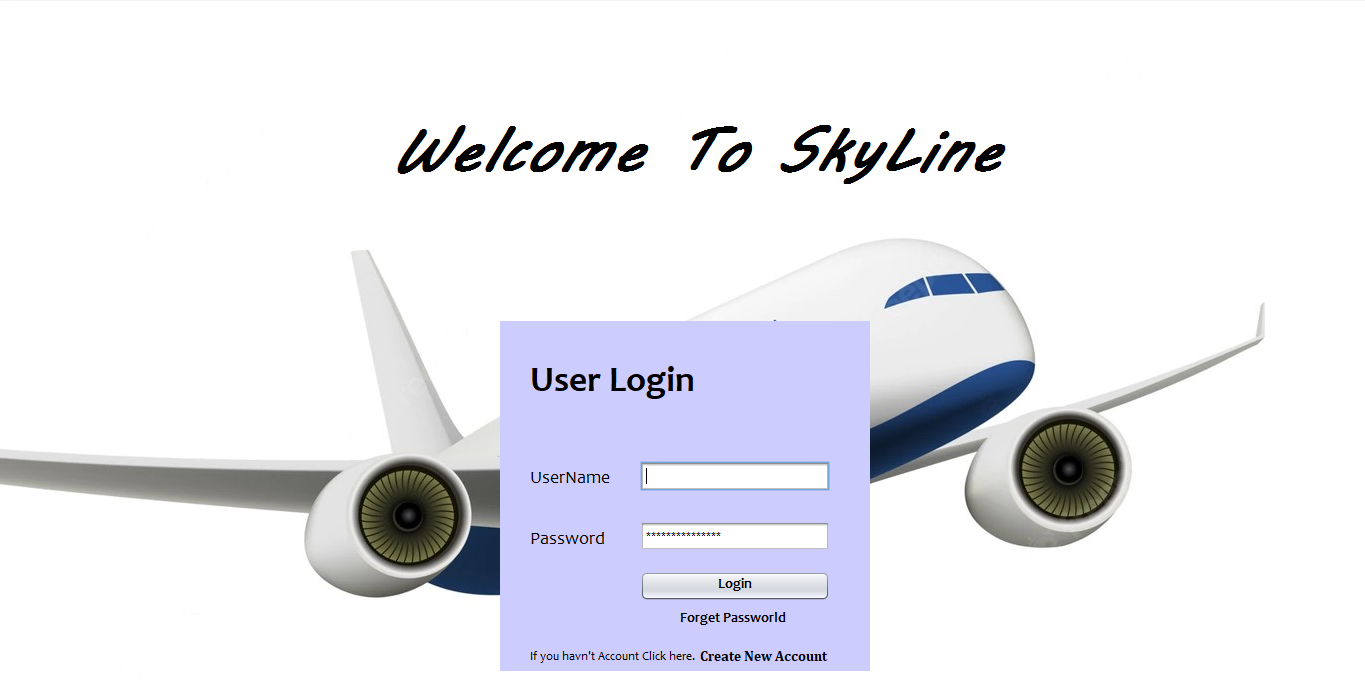 Welcome To SkyLine
User Login
UserName
Password ***************
Login
Forget Passworld
If you havn't Account Click here. Create New Account